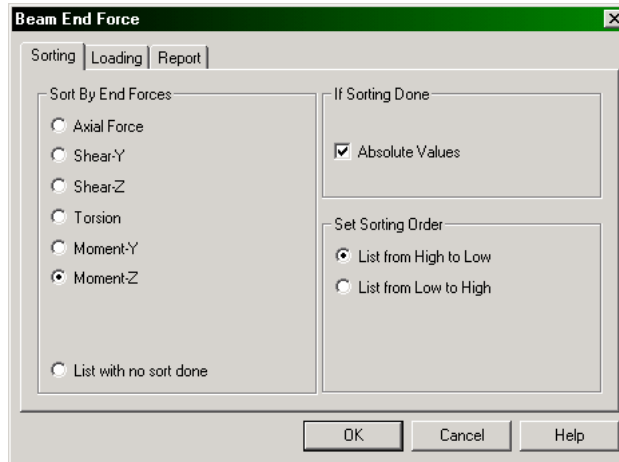 Beam End Force
Sorting Loading Report
Sort By End Forces
Axial Force
Shear-Y
Shear-Z
Torsion
Moment-Y
Moment-Z
List with no sort done
If Sorting Done
Absolute Values
Set Sorting Order
List from High to Low
List from Low to High
OK Cancel Help